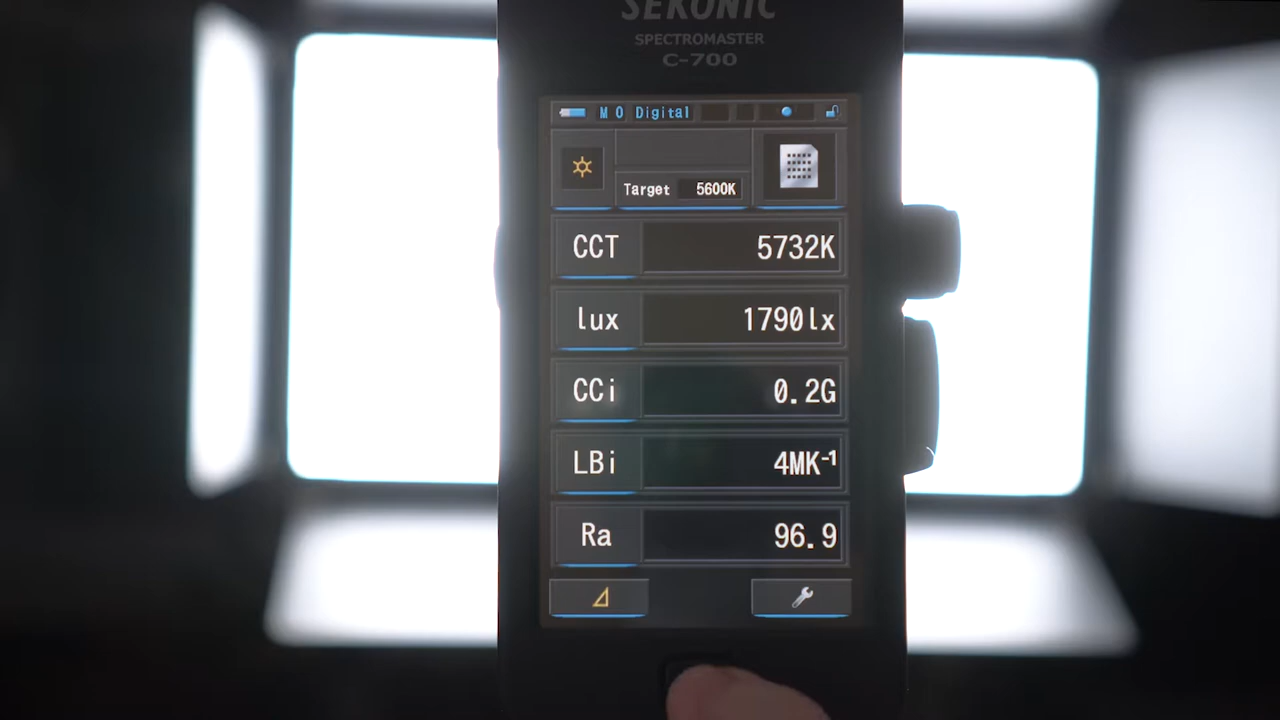 SEKONIC
SPECTROMASTER
C-700
M 0 Digital
Target 5600K
CCT 5732K
lux 1790lx
CCi 0.2G
LBi 4MK⁻¹
Ra 96.9